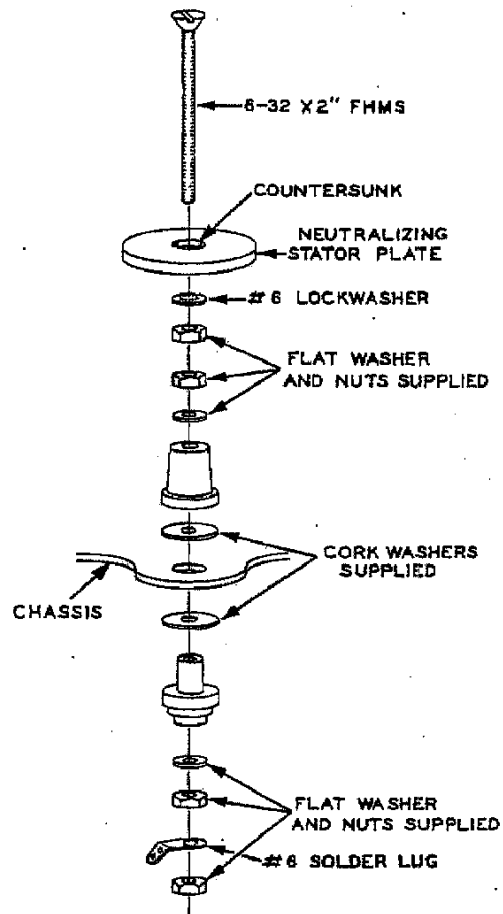 6-32 X 2" FHMS
COUNTERSUNK
NEUTRALIZING
STATOR PLATE
#6 LOCKWASHER
FLAT WASHER
AND NUTS SUPPLIED
CORK WASHERS
SUPPLIED
CHASSIS
FLAT WASHER
AND NUTS SUPPLIED
#6 SOLDER LUG